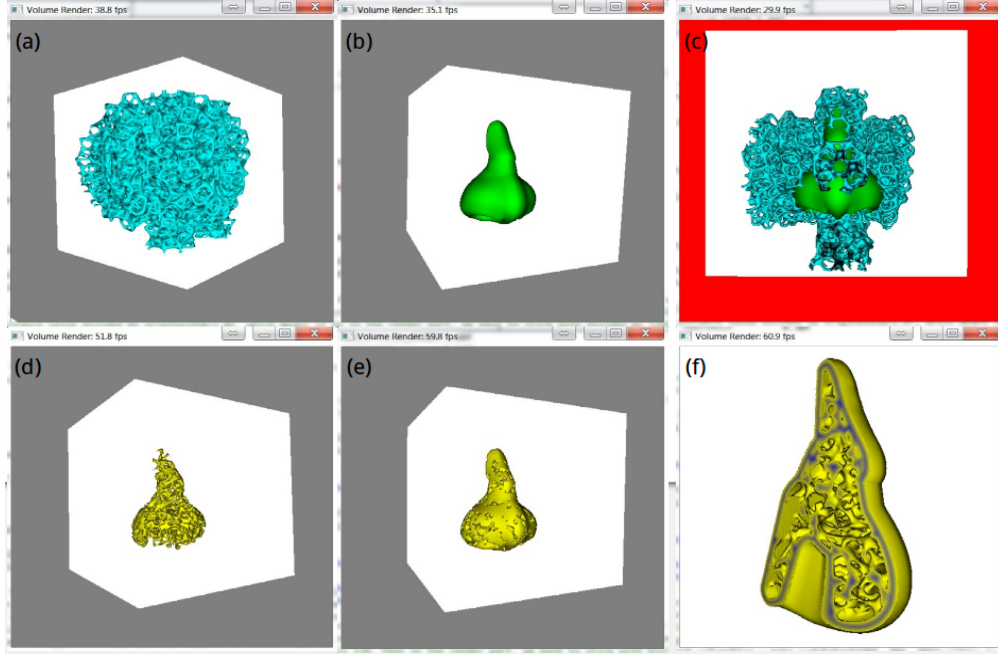 Volume Render: 38.8 fps
(a)
Volume Render: 35.1 fps
(b)
Volume Render: 29.9 fps
(c)
Volume Render: 51.8 fps
(d)
Volume Render: 59.8 fps
(e)
Volume Render: 60.9 fps
(f)